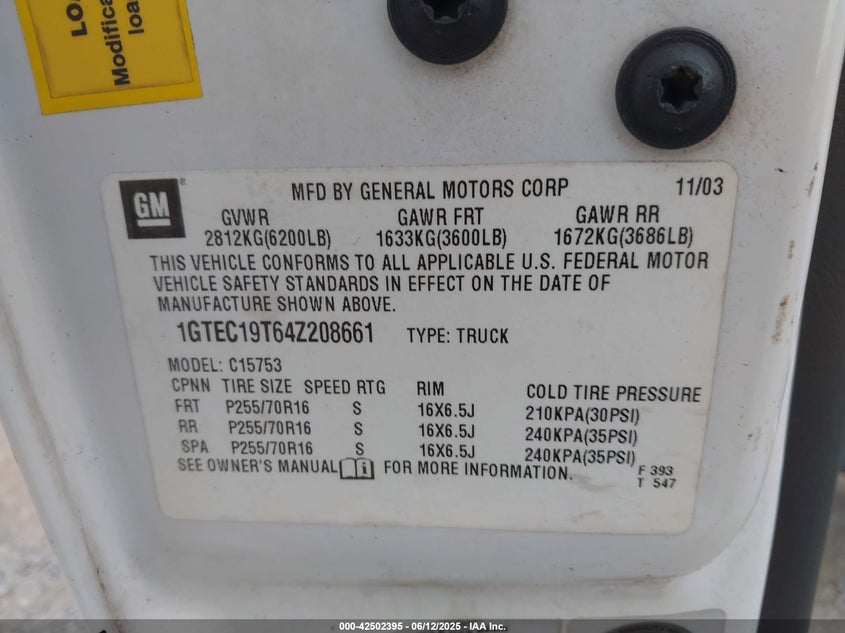 LO
Modifica
loa
GM
MFD BY GENERAL MOTORS CORP 11/03
GVWR GAWR FRT GAWR RR
2812KG(6200LB) 1633KG(3600LB) 1672KG(3686LB)
THIS VEHICLE CONFORMS TO ALL APPLICABLE U.S. FEDERAL MOTOR
VEHICLE SAFETY STANDARDS IN EFFECT ON THE DATE OF
MANUFACTURE SHOWN ABOVE.
1GTEC19T64Z208661 TYPE: TRUCK
MODEL: C15753
CPNN TIRE SIZE SPEED RTG RIM COLD TIRE PRESSURE
FRT P255/70R16 S 16X6.5J 210KPA(30PSI)
RR P255/70R16 S 16X6.5J 240KPA(35PSI)
SPA P255/70R16 S 16X6.5J 240KPA(35PSI)
SEE OWNER'S MANUAL FOR MORE INFORMATION.
F 393
T 547
000-42502395 - 06/12/2025 - IAA Inc.